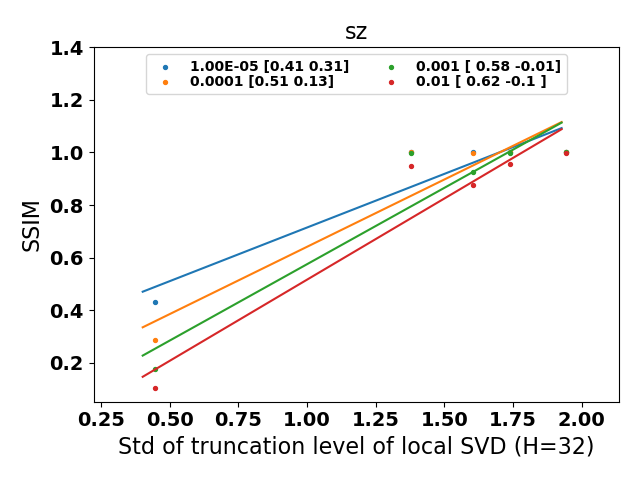 sz
1.00E-05 [0.41 0.31]
0.0001 [0.51 0.13]
0.001 [ 0.58 -0.01]
0.01 [ 0.62 -0.1 ]
SSIM
1.4
1.2
1.0
0.8
0.6
0.4
0.2
0.25 0.50 0.75 1.00 1.25 1.50 1.75 2.00
Std of truncation level of local SVD (H=32)